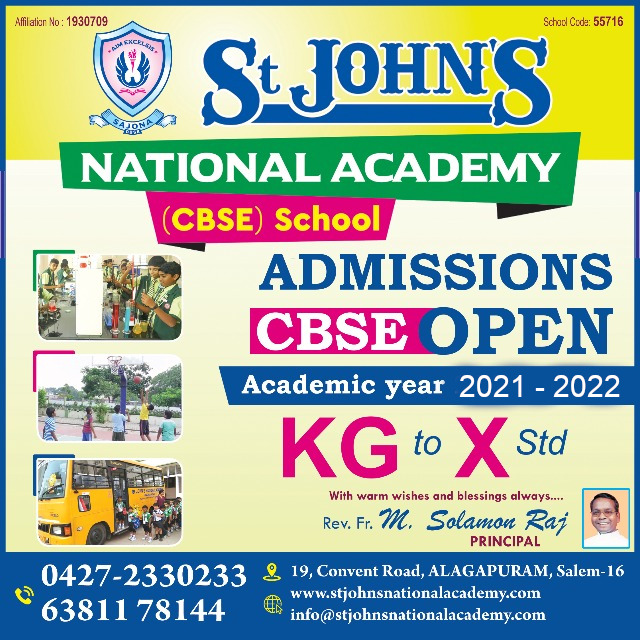 Affiliation No : 1930709
School Code: 55716
AIM EXCELSIS
SAJONA
St JOHN'S
NATIONAL ACADEMY
(CBSE) School
ADMISSIONS
CBSE OPEN
Academic year 2021 - 2022
KG to X Std
With warm wishes and blessings always....
Rev. Fr. M. Solamon Raj
PRINCIPAL
0427-2330233
63811 78144
19, Convent Road, ALAGAPURAM, Salem-16
www.stjohnsnationalacademy.com
info@stjohnsnationalacademy.com